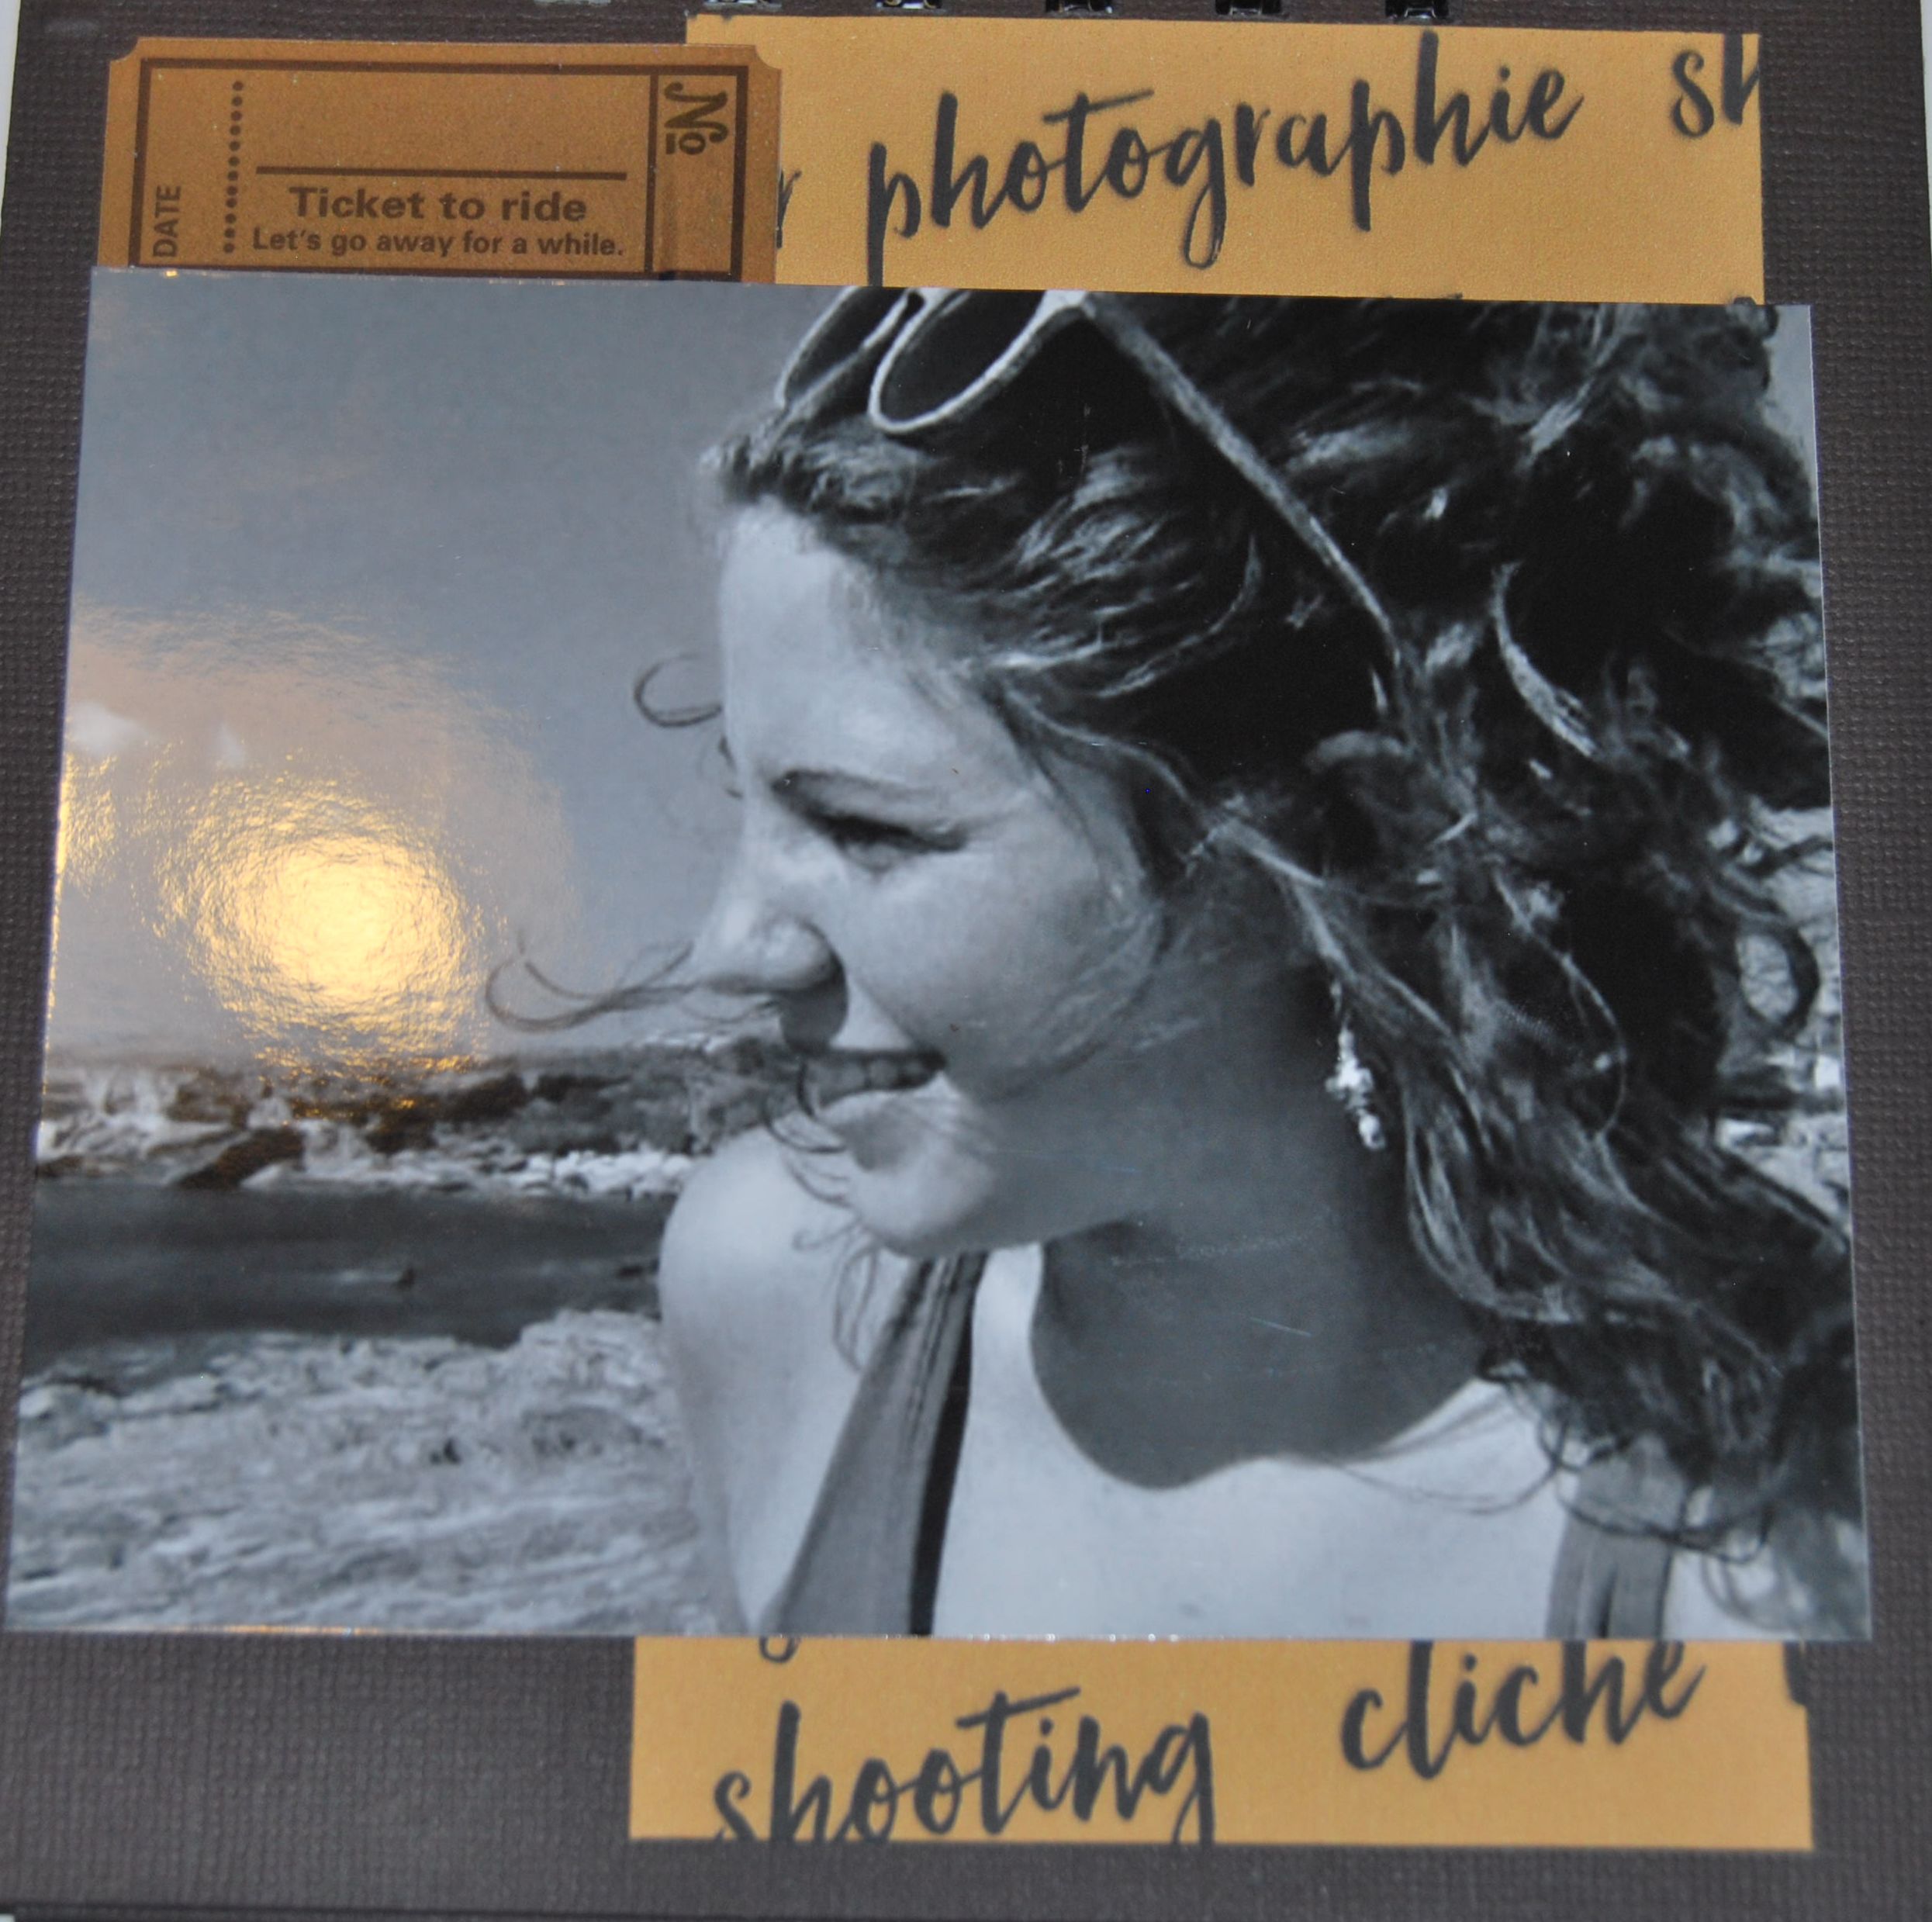 No
DATE
Ticket to ride
Let's go away for a while.
photographie
shooting cliche